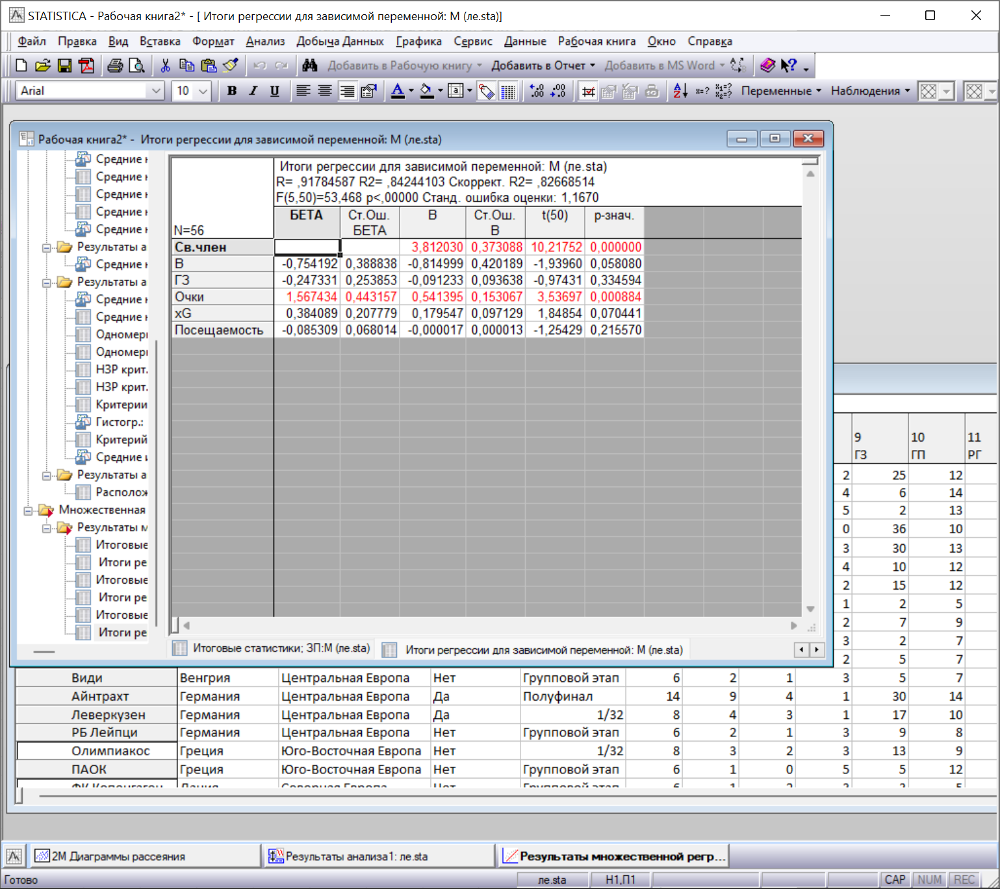 STATISTICA - Рабочая книга2* - [ Итоги регрессии для зависимой переменной: М (ле.sta)]
Файл Правка Вид Вставка Формат Анализ Добыча Данных Графика Сервис Данные Рабочая книга Окно Справка
Добавить в Рабочую книгу Добавить в Отчет Добавить в MS Word
Arial 10 Переменные Наблюдения
Рабочая книга2* - Итоги регрессии для зависимой переменной: М (ле.sta)
Средние
Средние
Средние
Средние
Средние
Результаты а
Средние
Результаты а
Средние
Средние
Одномер
Одномер
НЗР крит.
НЗР крит.
Критерии
Гистогр.:
Критерий
Средние
Результаты а
Располож
Множественная
Результаты м
Итоговые
Итоги ре
Итоговые
Итоги ре
Итоговые
Итоги ре
Итоги регрессии для зависимой переменной: М (ле.sta)
R= ,91784587 R2= ,84244103 Скоррект. R2= ,82668514
F(5,50)=53,468 p<,00000 Станд. ошибка оценки: 1,1670
N=56 БЕТА Ст.Ош. БЕТА В Ст.Ош. В t(50) р-знач.
Св.член 3,812030 0,373088 10,21752 0,000000
В -0,754192 0,388838 -0,814999 0,420189 -1,93960 0,058080
ГЗ -0,247331 0,253853 -0,091233 0,093638 -0,97431 0,334594
Очки 1,567434 0,443157 0,541395 0,153067 3,53697 0,000884
xG 0,384089 0,207779 0,179547 0,097129 1,84854 0,070441
Посещаемость -0,085309 0,068014 -0,000017 0,000013 -1,25429 0,215570
Итоговые статистики; ЗП:М (ле.sta) Итоги регрессии для зависимой переменной: М (ле.sta)
9 10 11
ГЗ ГП РГ
2 25 12
4 6 14
5 2 13
0 36 10
3 30 13
4 10 12
2 15 12
1 2 5
2 7 9
3 2 7
2 5 7
Види Венгрия Центральная Европа Нет Групповой этап 6 2 1 3 5 7
Айнтрахт Германия Центральная Европа Да Полуфинал 14 9 4 1 30 14
Леверкузен Германия Центральная Европа Да 1/32 8 4 3 1 17 10
РБ Лейпци Германия Центральная Европа Нет Групповой этап 6 2 1 3 9 8
Олимпиакос Греция Юго-Восточная Европа Нет 1/32 8 3 2 3 13 9
ПАОК Греция Юго-Восточная Европа Нет Групповой этап 6 1 0 5 5 12
2М Диаграммы рассеяния Результаты анализа1: ле.sta Результаты множественной регр...
Готово ле.sta Н1,П1 CAP NUM REC